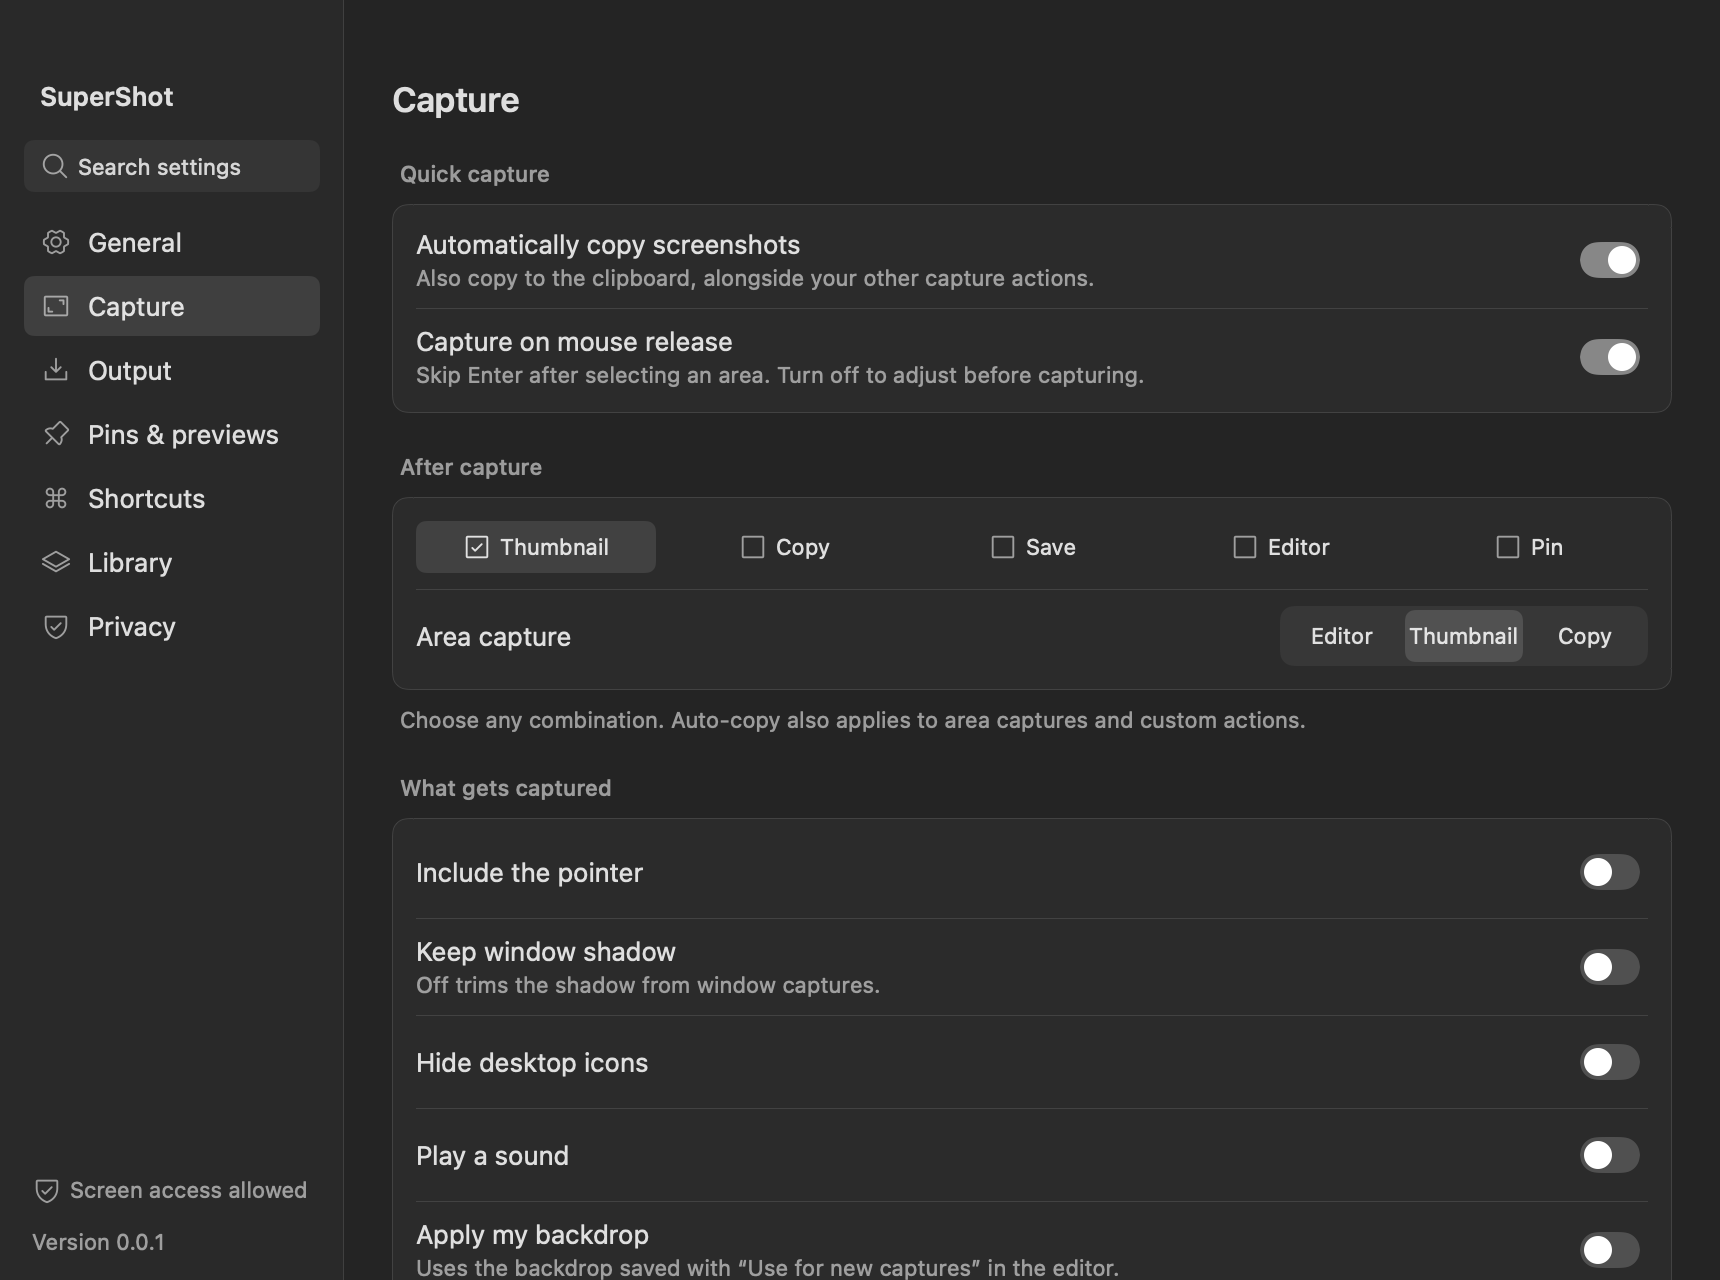 SuperShot
Search settings
General
Capture
Output
Pins & previews
Shortcuts
Library
Privacy
Screen access allowed
Version 0.0.1
Capture
Quick capture
Automatically copy screenshots
Also copy to the clipboard, alongside your other capture actions.
Capture on mouse release
Skip Enter after selecting an area. Turn off to adjust before capturing.
After capture
Thumbnail Copy Save Editor Pin
Area capture Editor Thumbnail Copy
Choose any combination. Auto-copy also applies to area captures and custom actions.
What gets captured
Include the pointer
Keep window shadow
Off trims the shadow from window captures.
Hide desktop icons
Play a sound
Apply my backdrop
Uses the backdrop saved with “Use for new captures” in the editor.